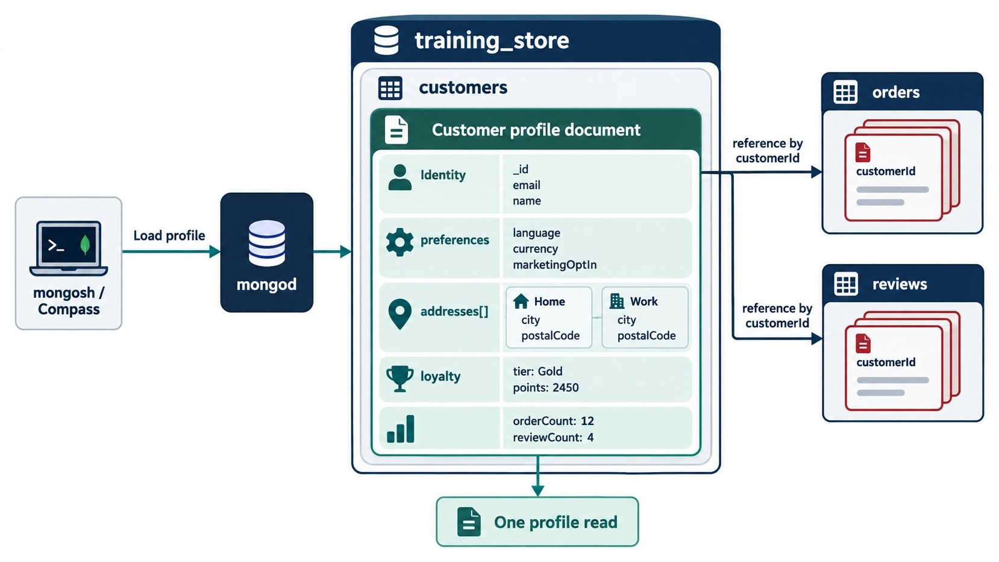 training_store
customers
Customer profile document
Identity
_id
email
name
preferences
language
currency
marketingOptIn
addresses[]
Home
city
postalCode
Work
city
postalCode
loyalty
tier: Gold
points: 2450
orderCount: 12
reviewCount: 4
One profile read
>_
mongosh /
Compass
Load profile
mongod
reference by
customerId
orders
customerId
reference by
customerId
reviews
customerId